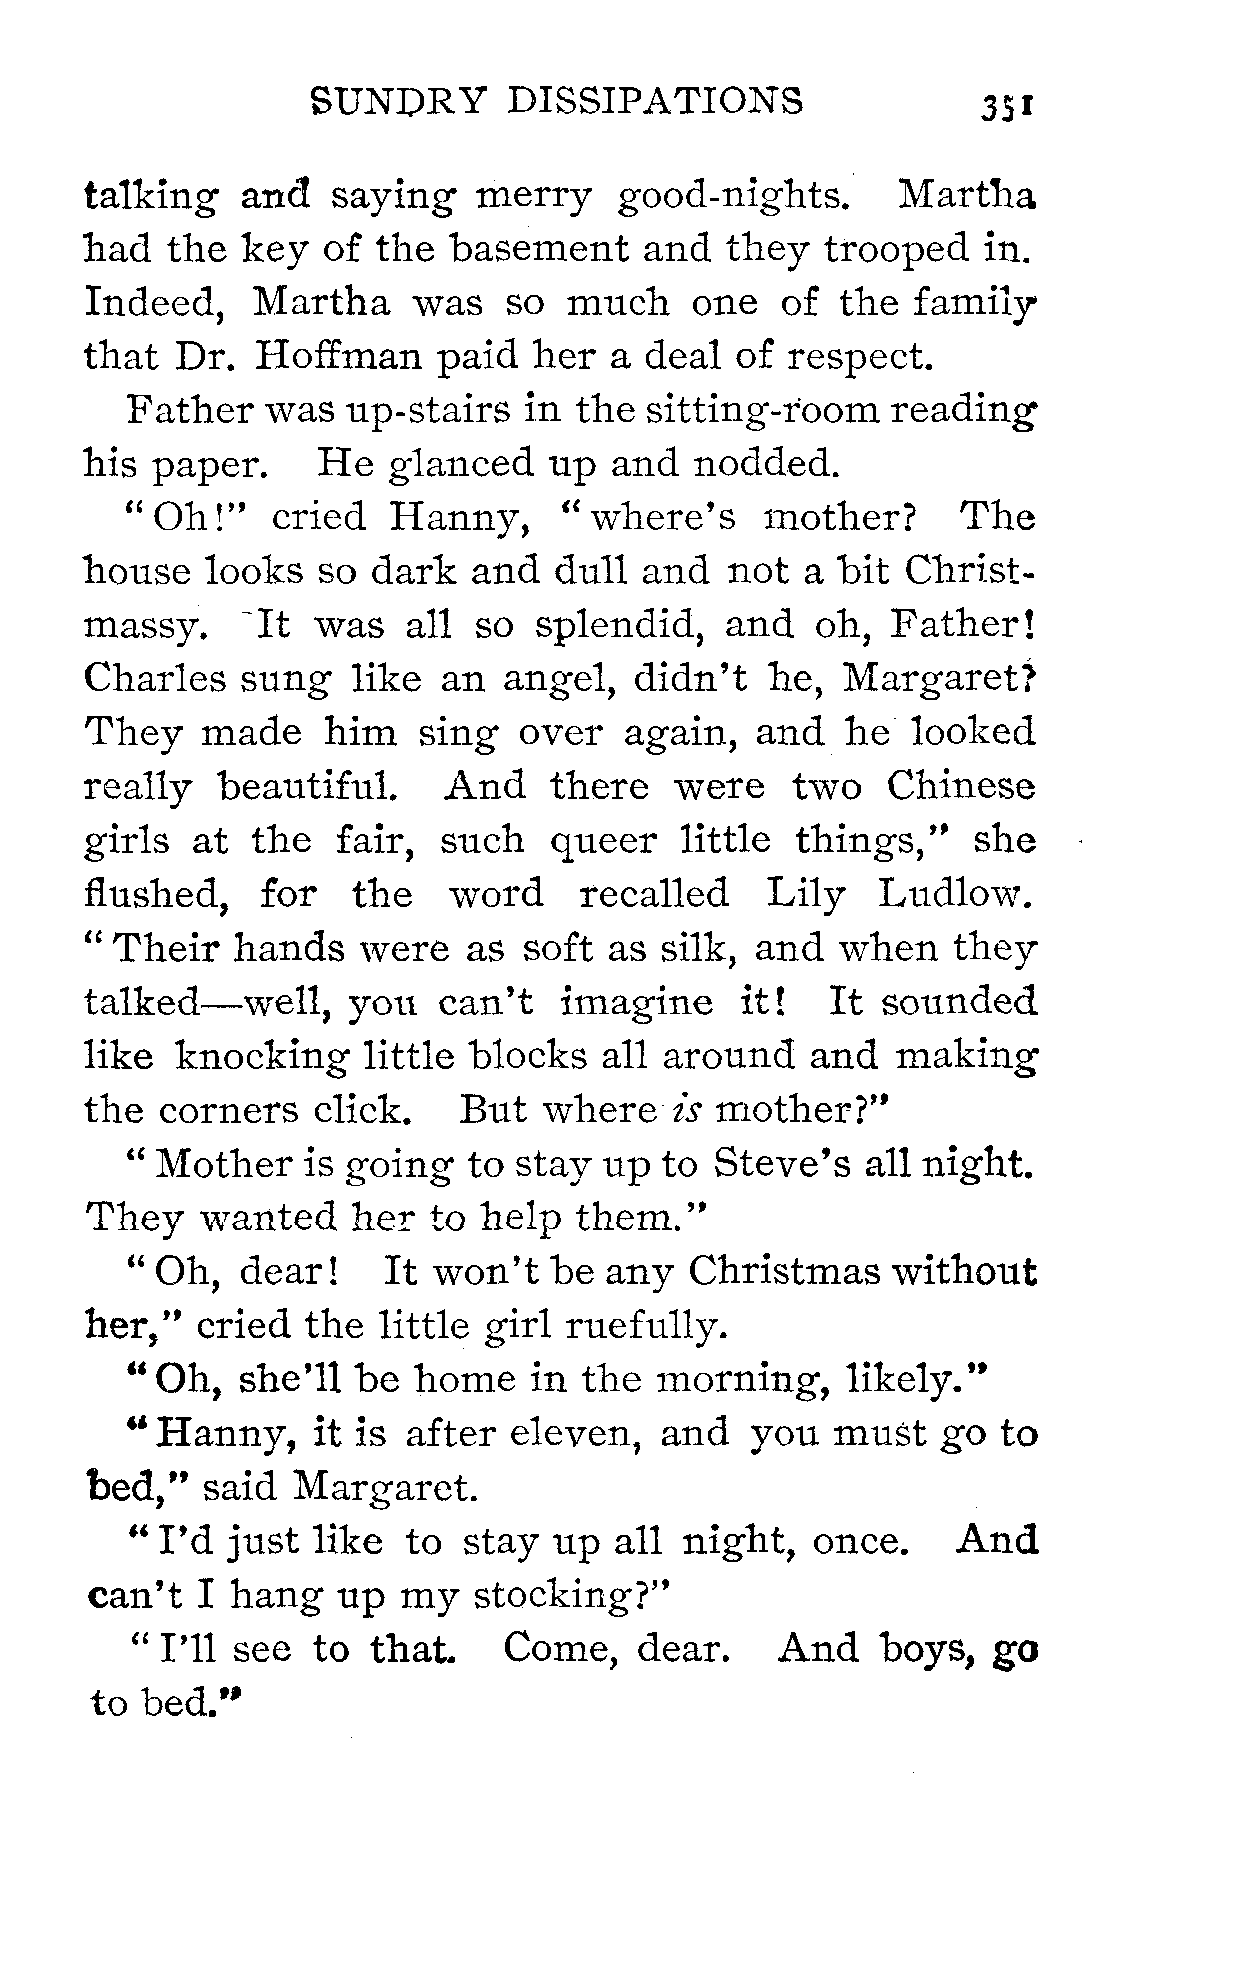 SUNDRY DISSIPATIONS 351
talking and saying merry good-nights. Martha
had the key of the basement and they trooped in.
Indeed, Martha was so much one of the family
that Dr. Hoffman paid her a deal of respect.
Father was up-stairs in the sitting-room reading
his paper. He glanced up and nodded.
"Oh!" cried Hanny, "where's mother? The
house looks so dark and dull and not a bit Christ-
massy. It was all so splendid, and oh, Father!
Charles sung like an angel, didn't he, Margaret?
They made him sing over again, and he looked
really beautiful. And there were two Chinese
girls at the fair, such queer little things," she
flushed, for the word recalled Lily Ludlow.
"Their hands were as soft as silk, and when they
talked—well, you can't imagine it! It sounded
like knocking little blocks all around and making
the corners click. But where is mother?"
"Mother is going to stay up to Steve's all night.
They wanted her to help them."
"Oh, dear! It won't be any Christmas without
her," cried the little girl ruefully.
"Oh, she'll be home in the morning, likely."
"Hanny, it is after eleven, and you must go to
bed," said Margaret.
"I'd just like to stay up all night, once. And
can't I hang up my stocking?"
"I'll see to that. Come, dear. And boys, go
to bed."